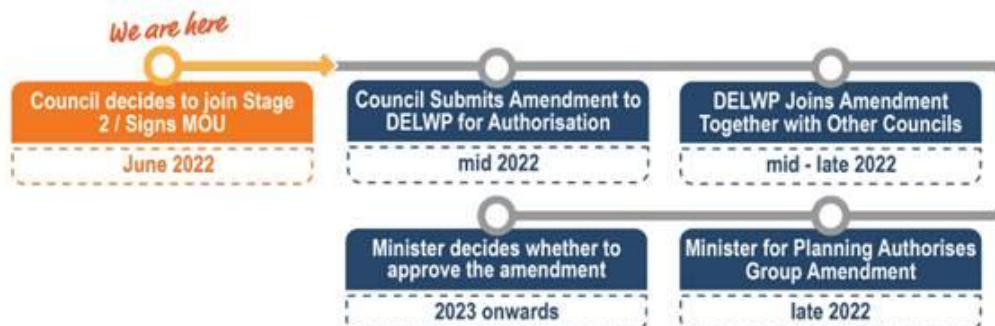 We are here
Council decides to join Stage
2 / Signs MOU
June 2022
Council Submits Amendment to
DELWP for Authorisation
mid 2022
DELWP Joins Amendment
Together with Other Councils
mid - late 2022
Minister decides whether to
approve the amendment
2023 onwards
Minister for Planning Authorises
Group Amendment
late 2022